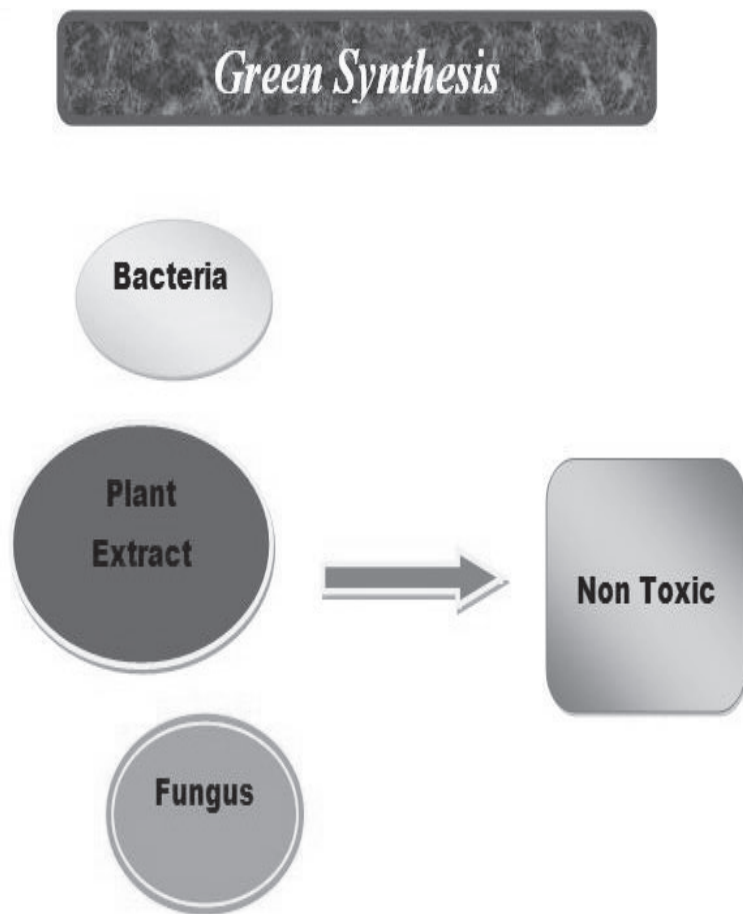 Green Synthesis
Bacteria
Plant
Extract
Non Toxic
Fungus